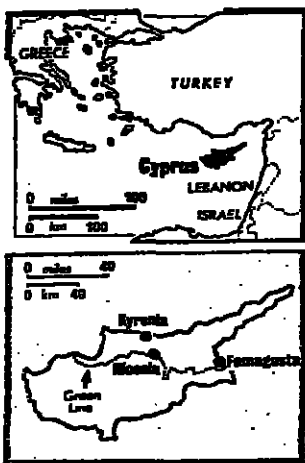 GREECE
TURKEY
Cyprus
LEBANON
ISRAEL
0 miles 100
0 km 100
0 miles 40
0 km 40
Kyrenia
Nicosia
Famagusta
Green
Line